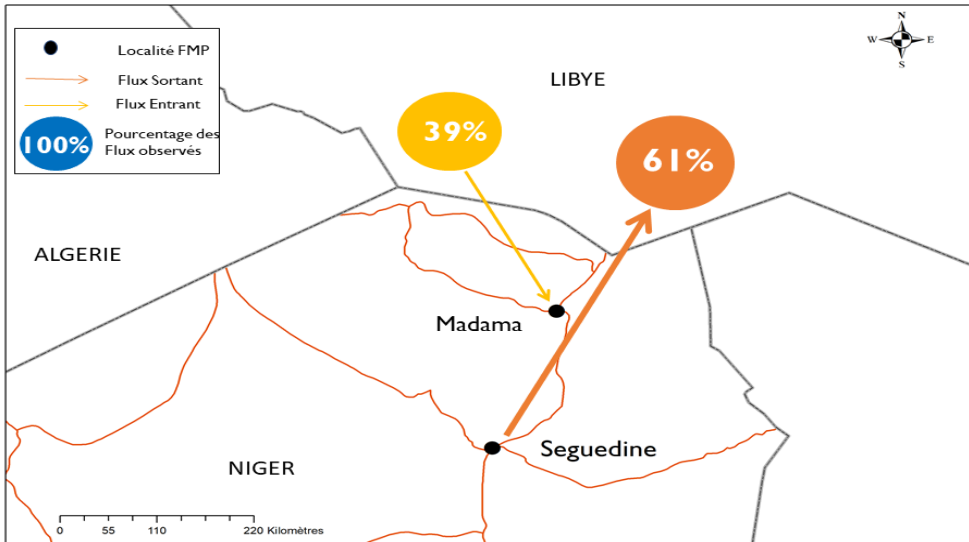 Localité FMP
Flux Sortant
Flux Entrant
100%
Pourcentage des
Flux observés
N
W
E
S
LIBYE
39%
61%
ALGERIE
Madama
Seguedine
NIGER
0 55 110 220 Kilomètres